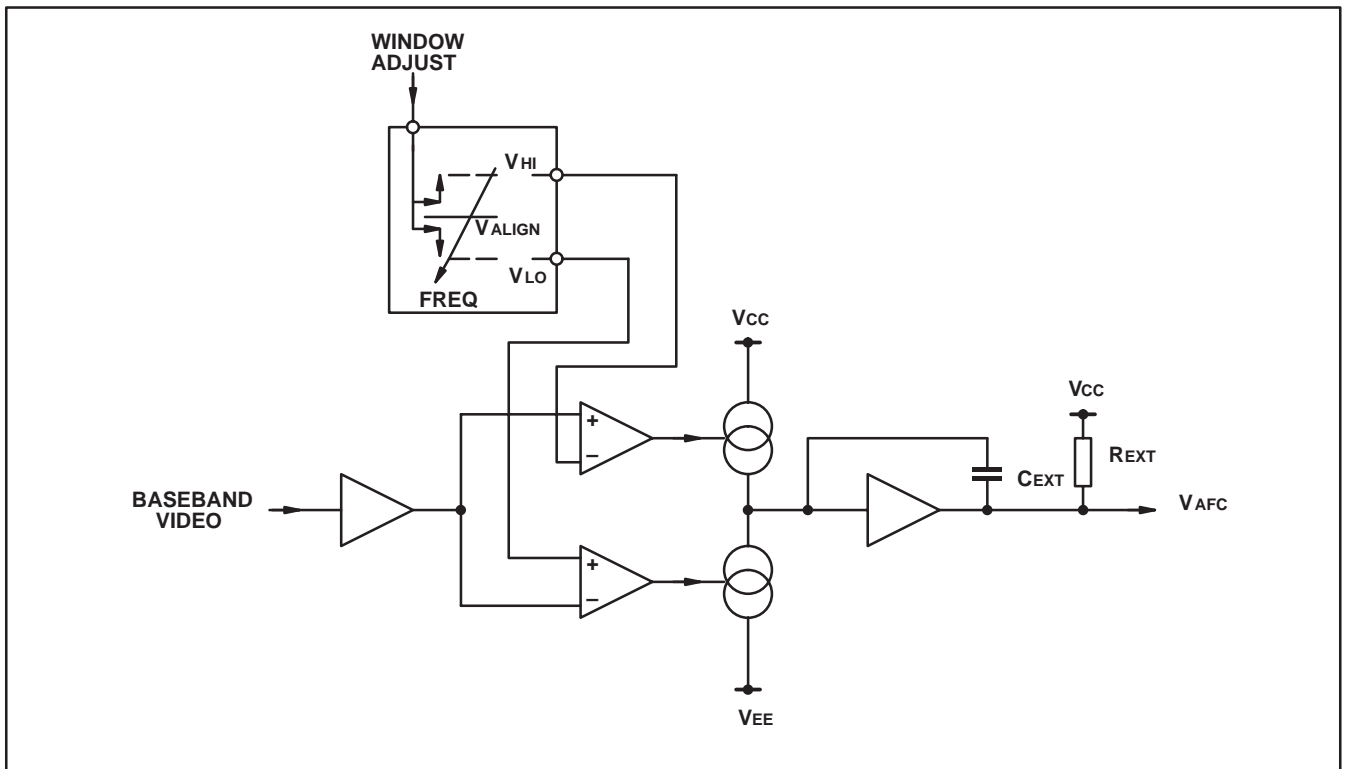 WINDOW
ADJUST
VHI
VALIGN
VLO
FREQ
VCC
VCC
+
−
REXT
CEXT
BASEBAND
VIDEO
VAFC
+
−
VEE